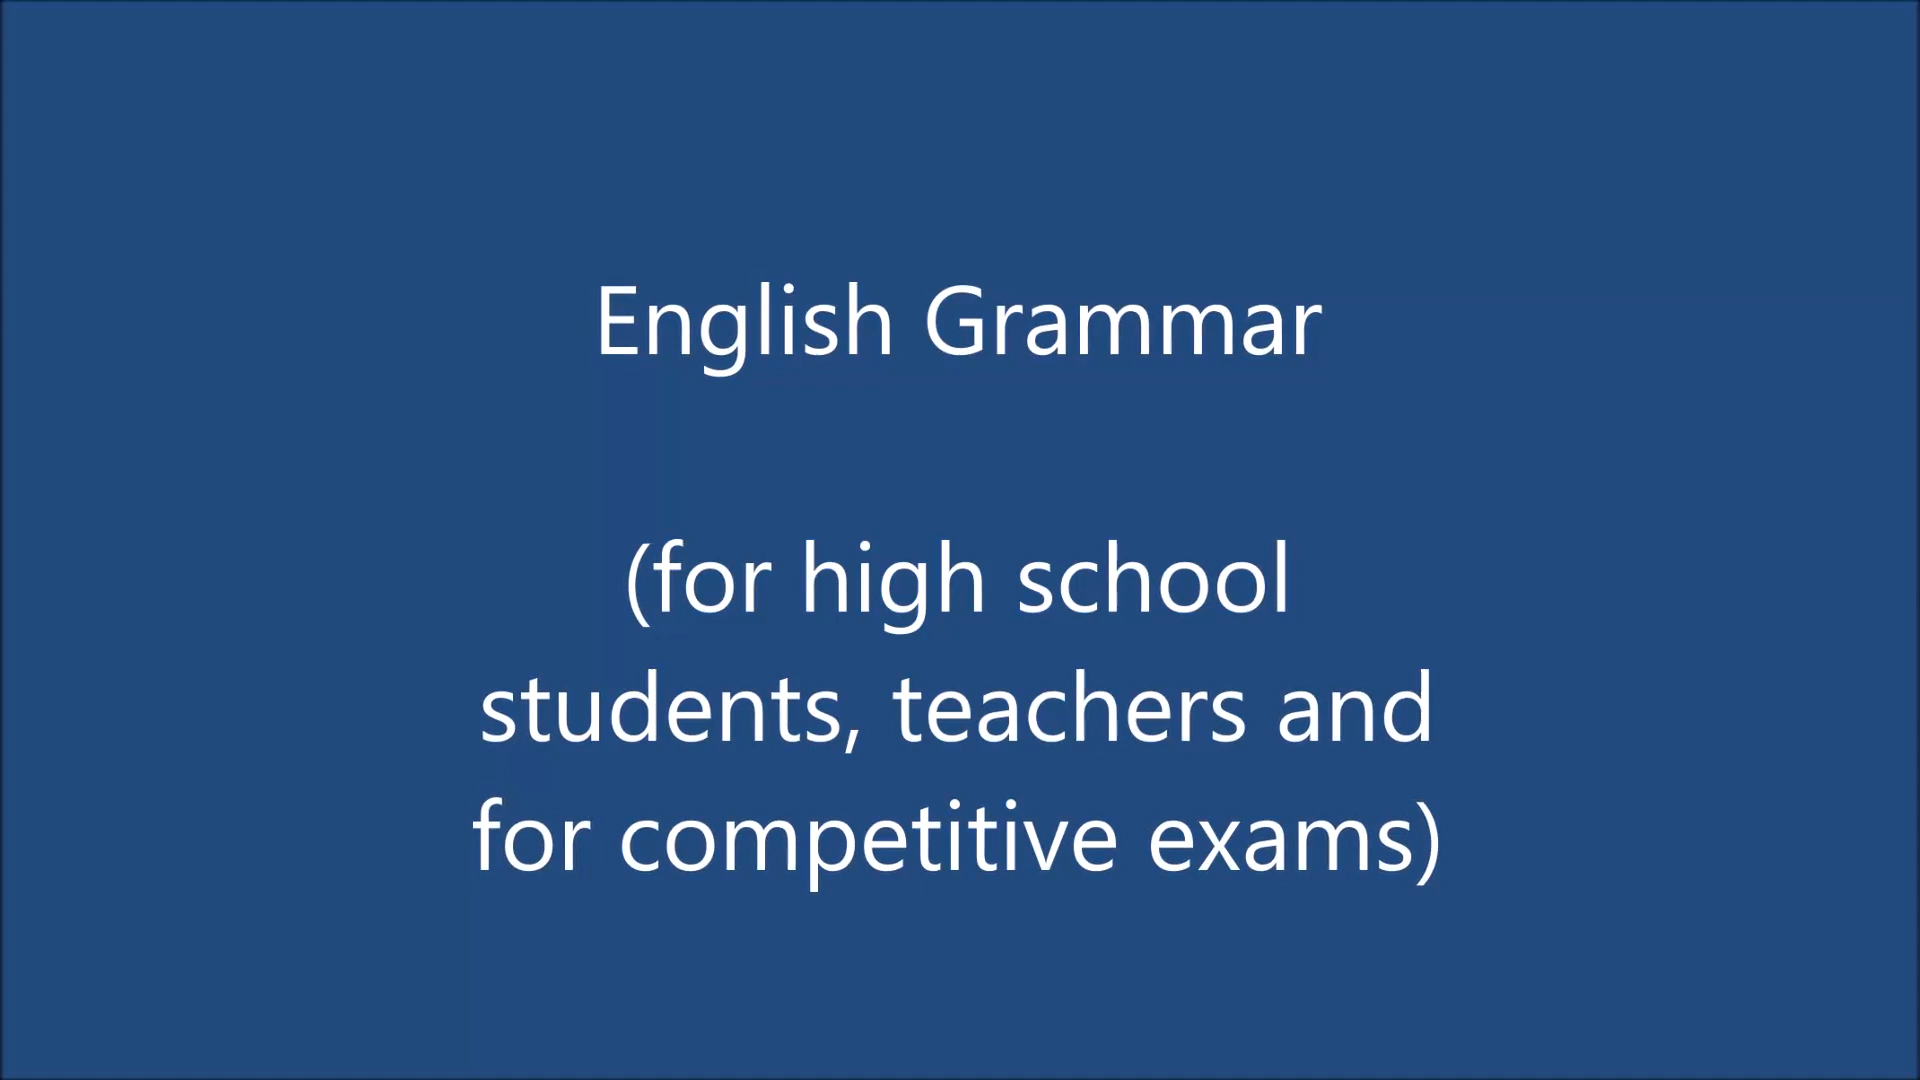 English Grammar
(for high school
students, teachers and
for competitive exams)